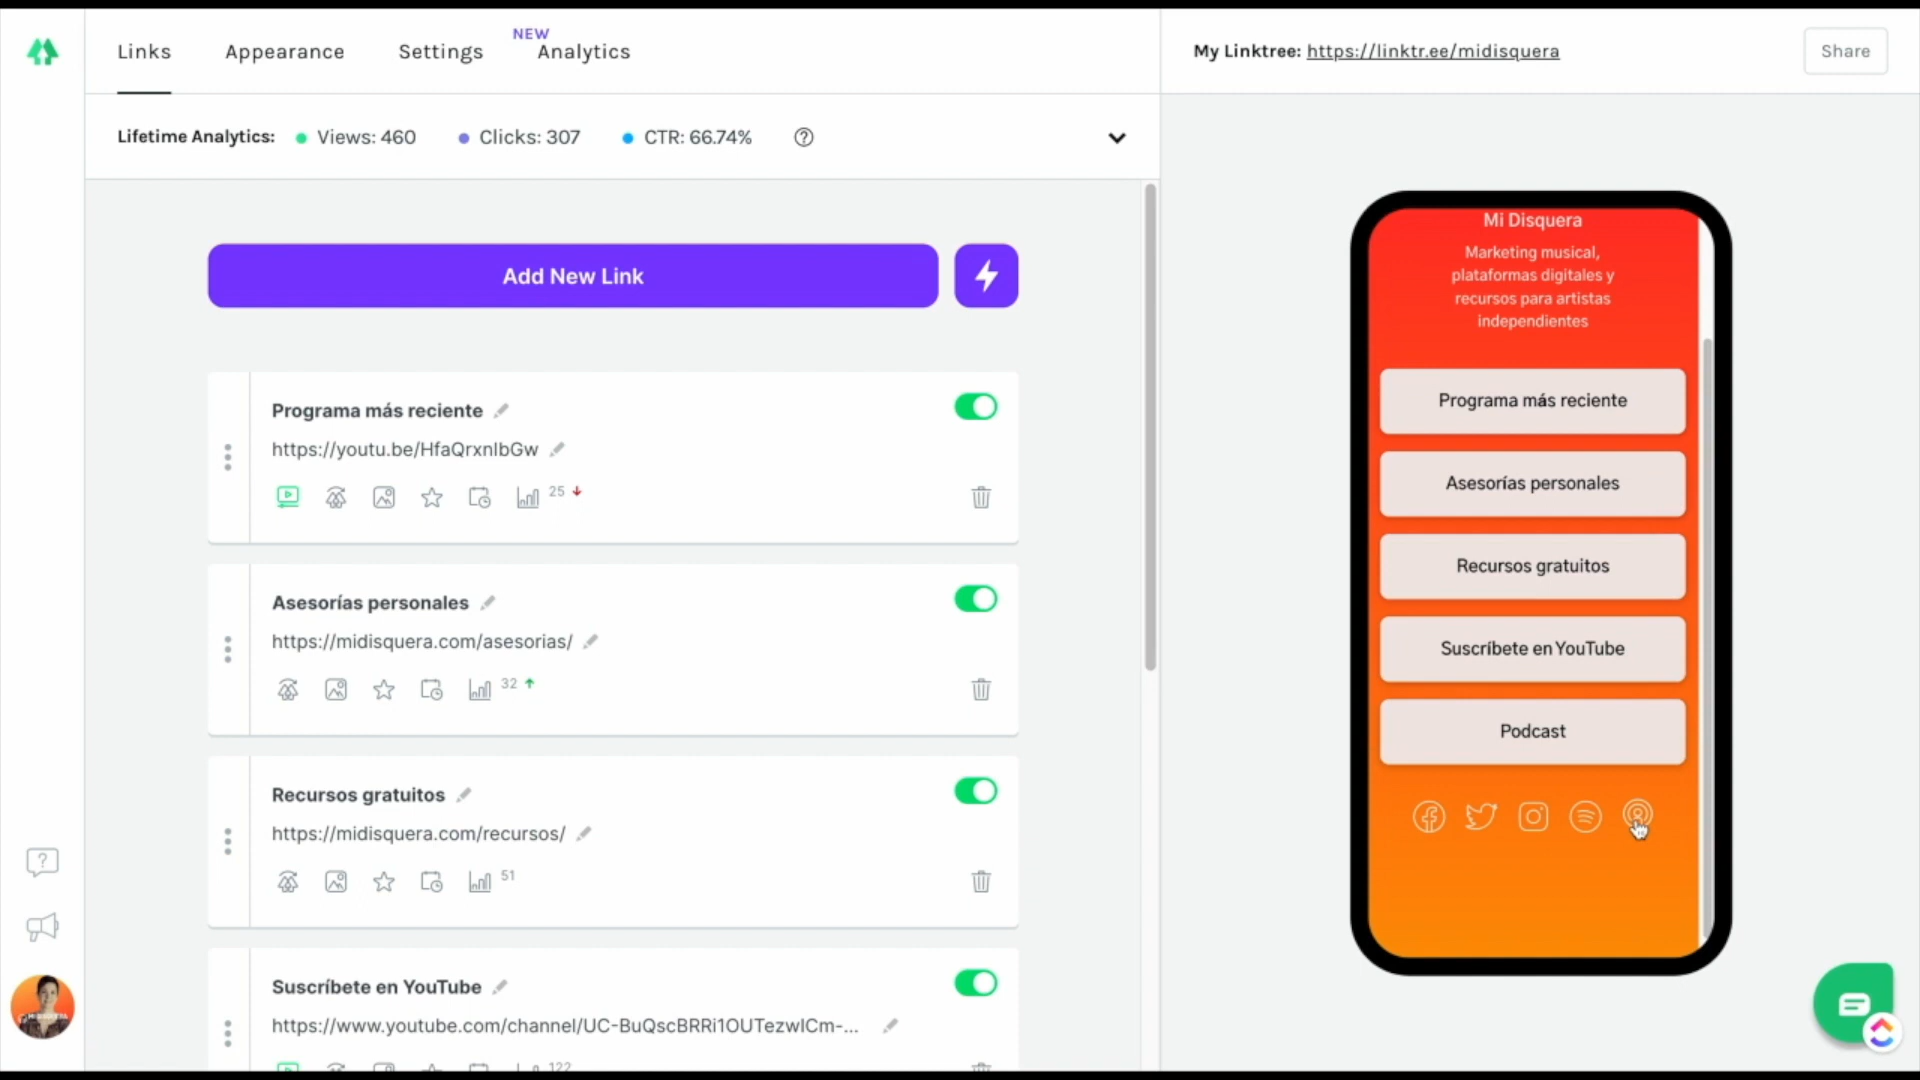 Links
Appearance
Settings
NEW
Analytics
My Linktree: https://linktr.ee/midisquera
Share
Lifetime Analytics:
Views: 460
Clicks: 307
CTR: 66.74%
Add New Link
Programa más reciente
https://youtu.be/HfaQrxnlbGw
25
Asesorías personales
https://midisquera.com/asesorias/
32
Recursos gratuitos
https://midisquera.com/recursos/
51
Suscríbete en YouTube
https://www.youtube.com/channel/UC-BuQscBRRi1OUTezwICm-...
122
Mi Disquera
Marketing musical,
plataformas digitales y
recursos para artistas
independientes
Programa más reciente
Asesorías personales
Recursos gratuitos
Suscríbete en YouTube
Podcast